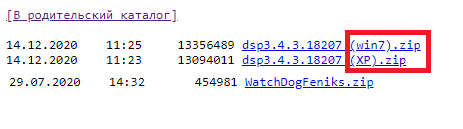 [В родительский каталог]
14.12.2020 11:25 13356489 dsp3.4.3.18207 (win7).zip
14.12.2020 11:23 13094011 dsp3.4.3.18207 (XP).zip
29.07.2020 14:32 454981 WatchDogFeniks.zip